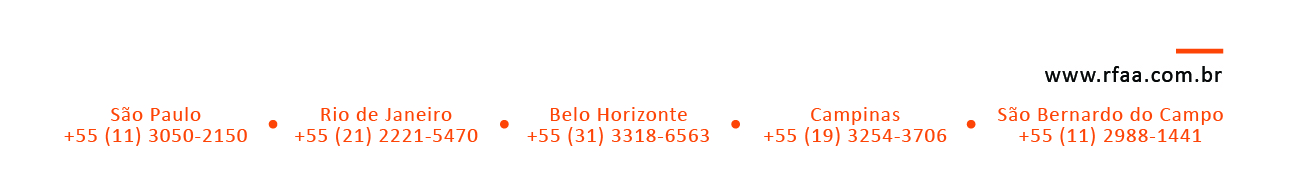 www.rfaa.com.br
São Paulo • Rio de Janeiro • Belo Horizonte • Campinas • São Bernardo do Campo
+55 (11) 3050-2150 +55 (21) 2221-5470 +55 (31) 3318-6563 +55 (19) 3254-3706 +55 (11) 2988-1441